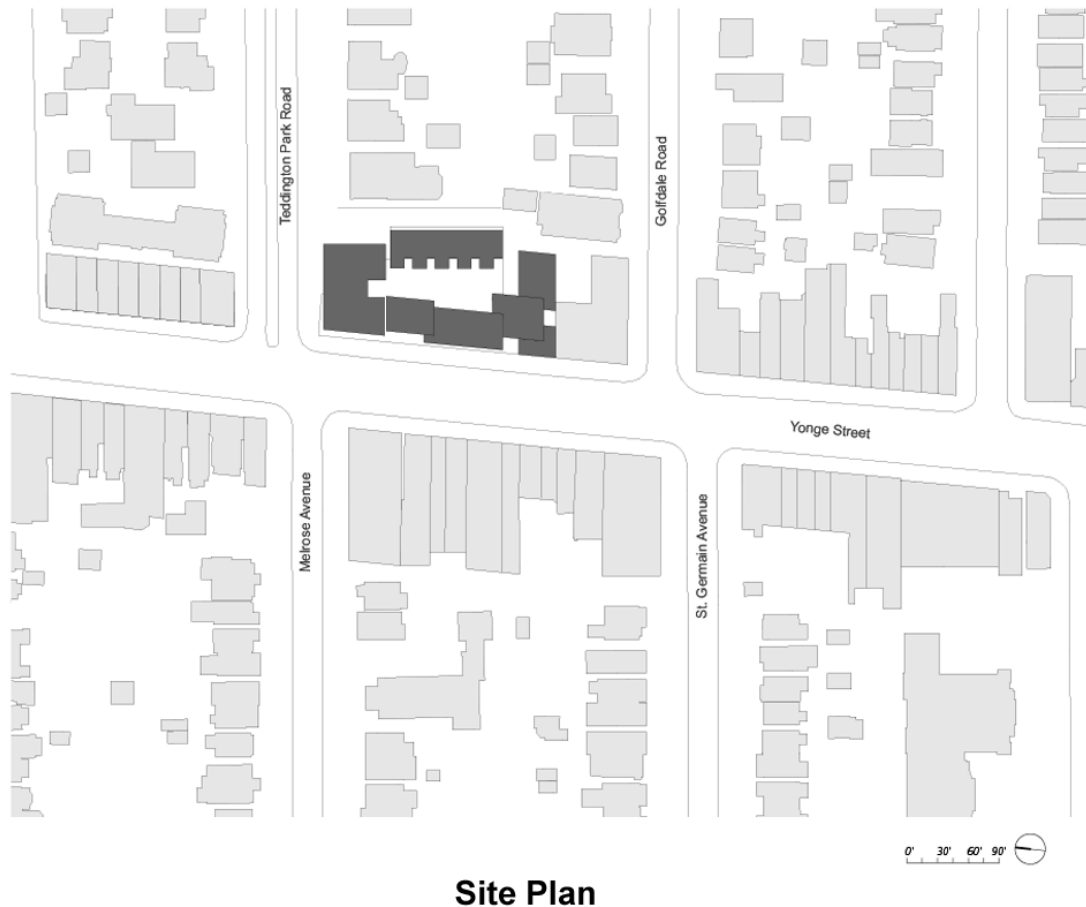 Teddington Park Road
Golfdale Road
Yonge Street
Melrose Avenue
St. Germain Avenue
0' 30' 60' 90'
Site Plan